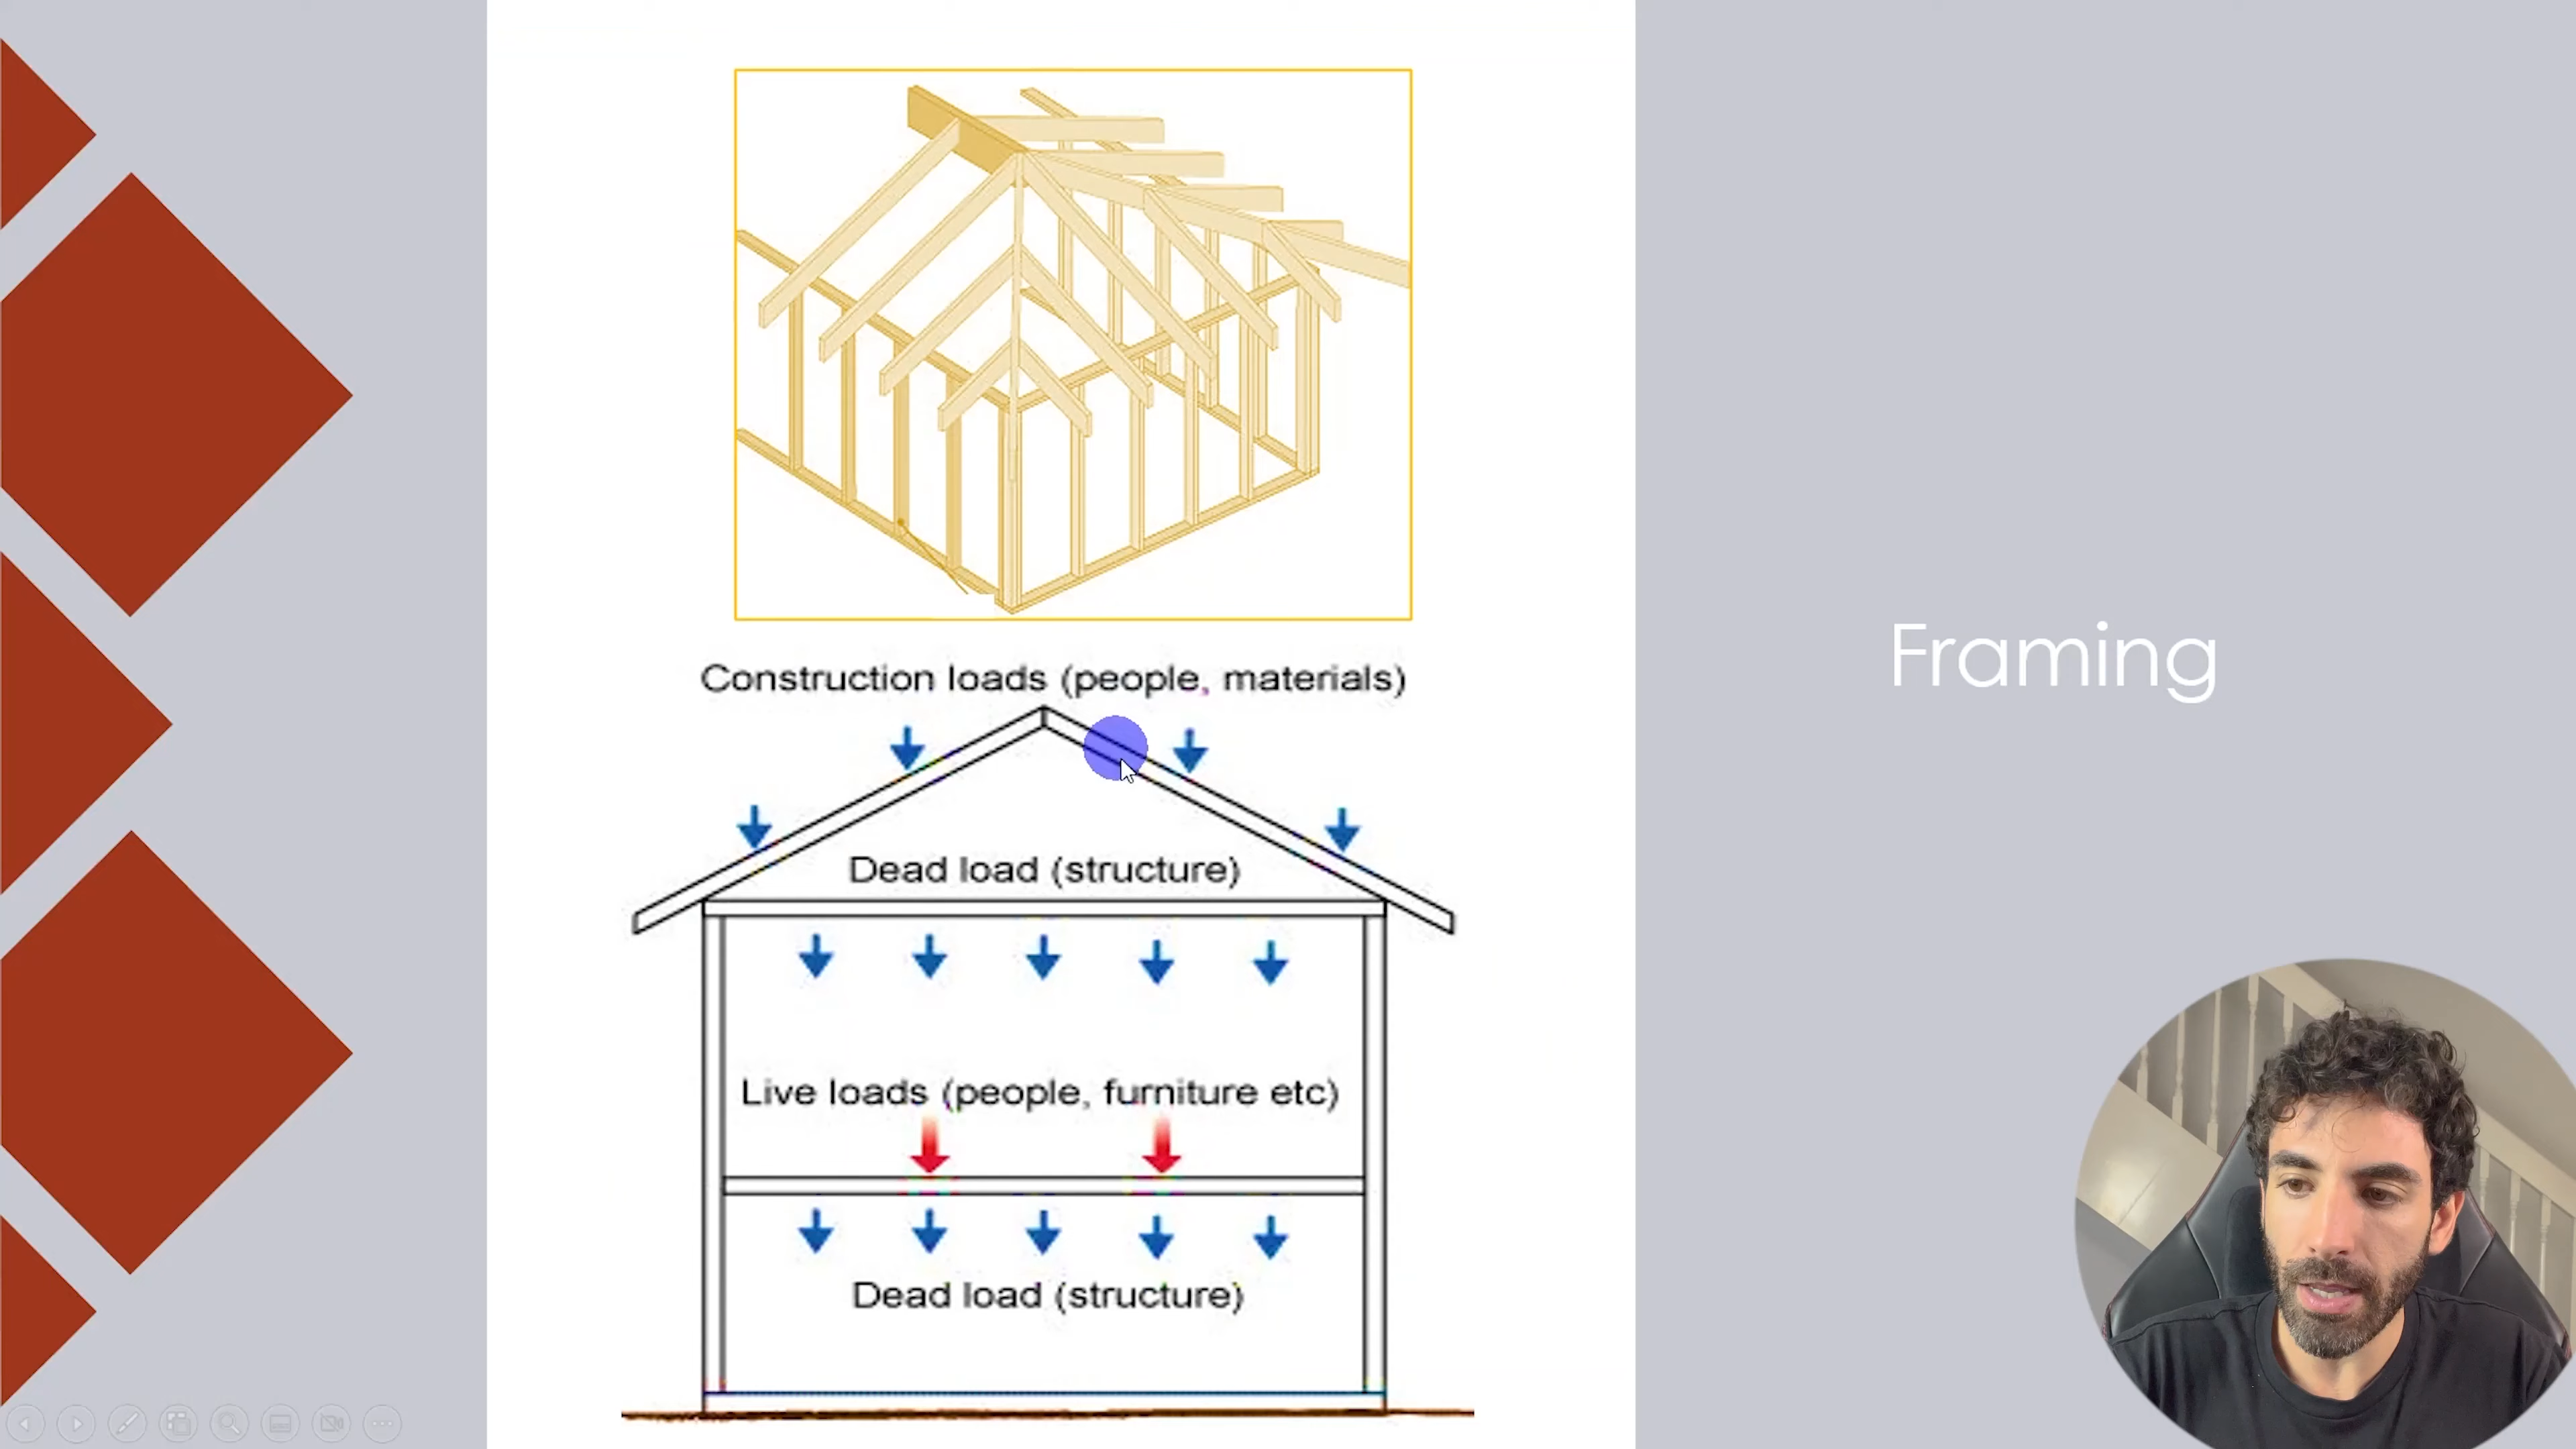 Construction loads (people, materials)
Dead load (structure)
Live loads (people, furniture etc)
Dead load (structure)
Framing